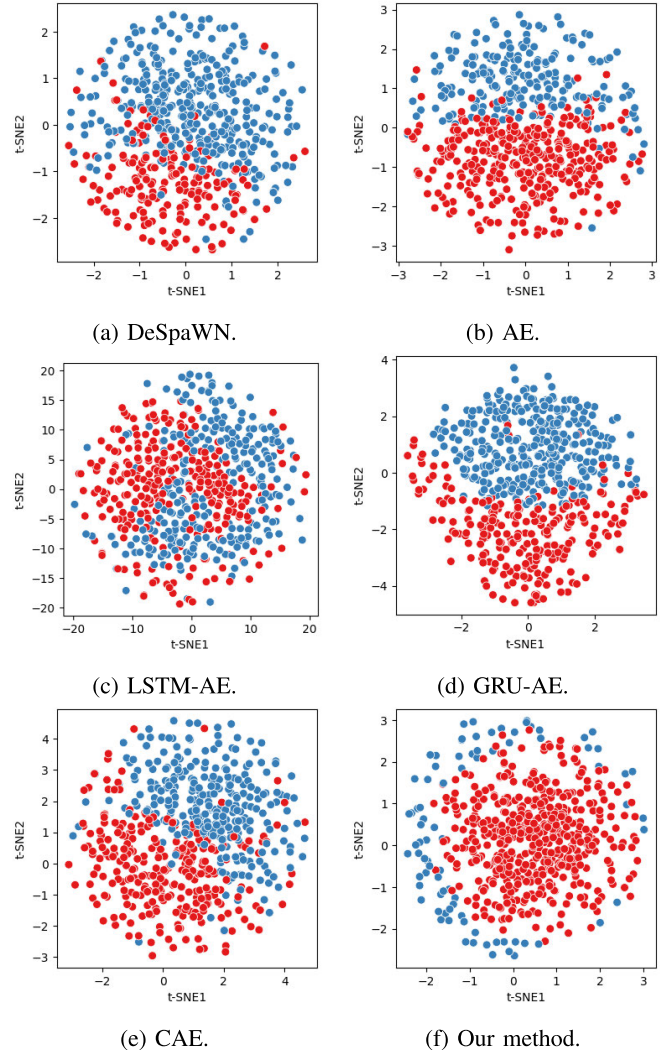 2
1
0
−1
−2
t-SNE2
−2 −1 0 1 2
t-SNE1
(a) DeSpaWN.
3
2
1
0
−1
−2
−3
t-SNE2
−3 −2 −1 0 1 2 3
t-SNE1
(b) AE.
20
15
10
5
0
−5
−10
−15
−20
t-SNE2
−20 −10 0 10 20
t-SNE1
(c) LSTM-AE.
4
2
0
−2
−4
t-SNE2
−2 0 2
t-SNE1
(d) GRU-AE.
4
3
2
1
0
−1
−2
−3
t-SNE2
−2 0 2 4
t-SNE1
(e) CAE.
3
2
1
0
−1
−2
t-SNE2
−2 −1 0 1 2 3
t-SNE1
(f) Our method.